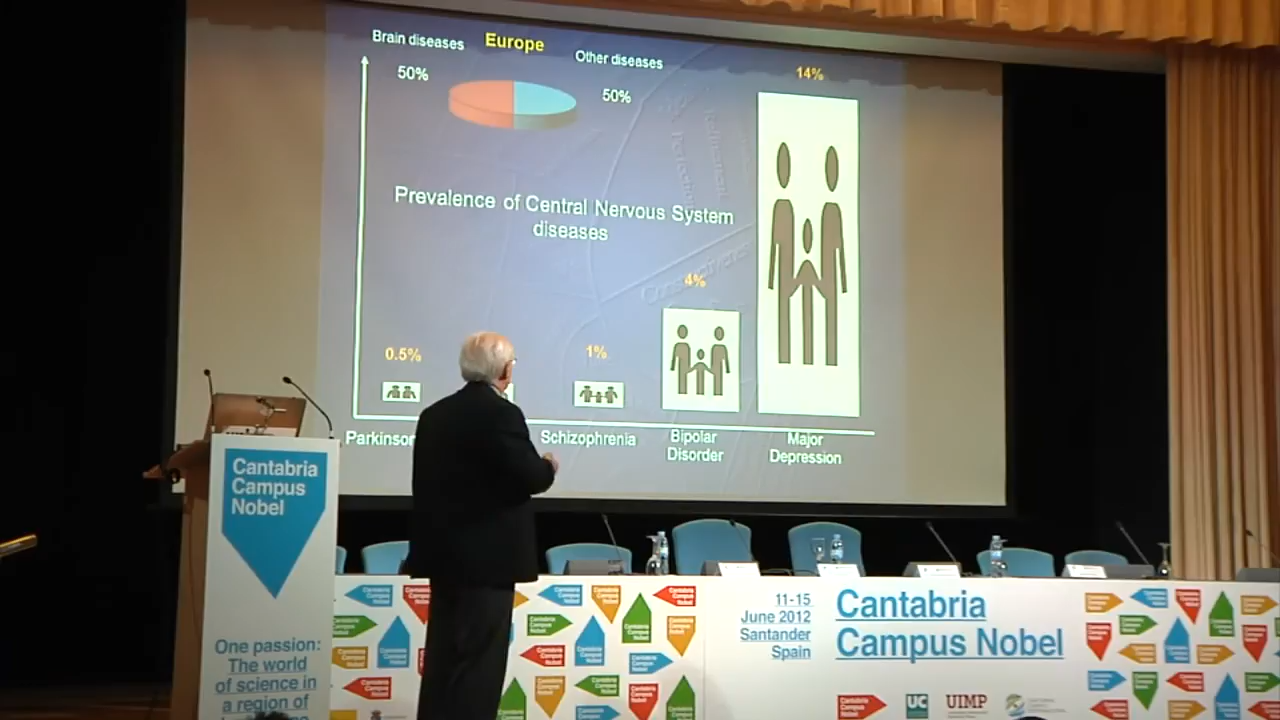 Brain diseases
Europe
Other diseases
50%
50%
14%
Prevalence of Central Nervous System
diseases
4%
0.5%
1%
Schizophrenia
Bipolar
Disorder
Major
Depression
Cantabria
Campus
Nobel
One passion:
The world
of science in
a region of
11-15
June 2012
Santander
Spain
Cantabria
Campus Nobel
UC
UIMP